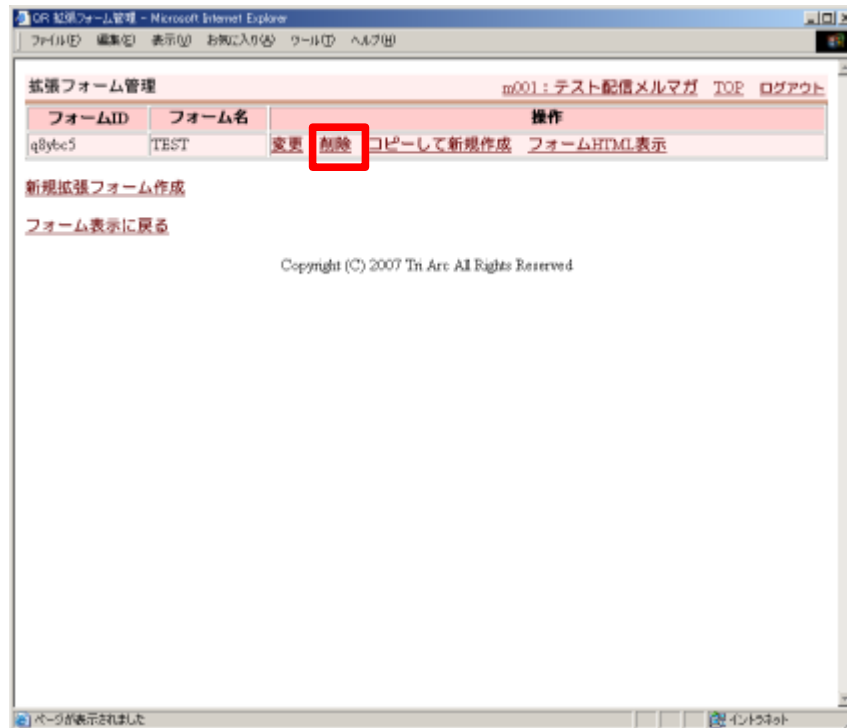 QR 拡張フォーム管理 - Microsoft Internet Explorer
ファイル(F) 編集(E) 表示(V) お気に入り(A) ツール(T) ヘルプ(H)
拡張フォーム管理 m001：テスト配信メルマガ TOP ログアウト
フォームID フォーム名 操作
q8ybc5 TEST 変更 削除 コピーして新規作成 フォームHTML表示
新規拡張フォーム作成
フォーム表示に戻る
Copyright (C) 2007 Tri Arc All Rights Reserved
ページが表示されました イントラネット